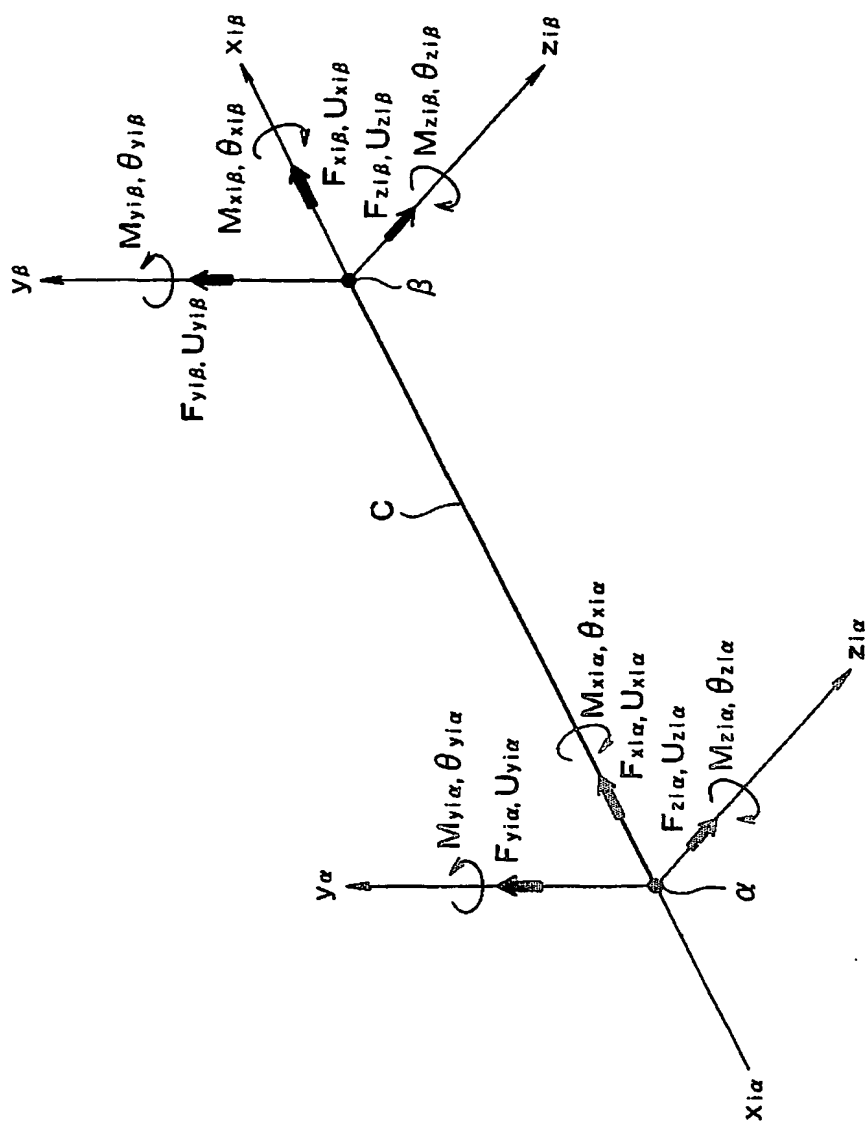 yβ
Myiβ, θyiβ
Fyiβ, Uyiβ
xiβ
Mxiβ, θxiβ
Fxiβ, Uxiβ
Fziβ, Uziβ
Mziβ, θziβ
ziβ
β
C
yα
Myiα, θyiα
Fyiα, Uyiα
Mxiα, θxiα
Fxiα, Uxiα
Fziα, Uziα
Mziα, θziα
ziα
α
xiα